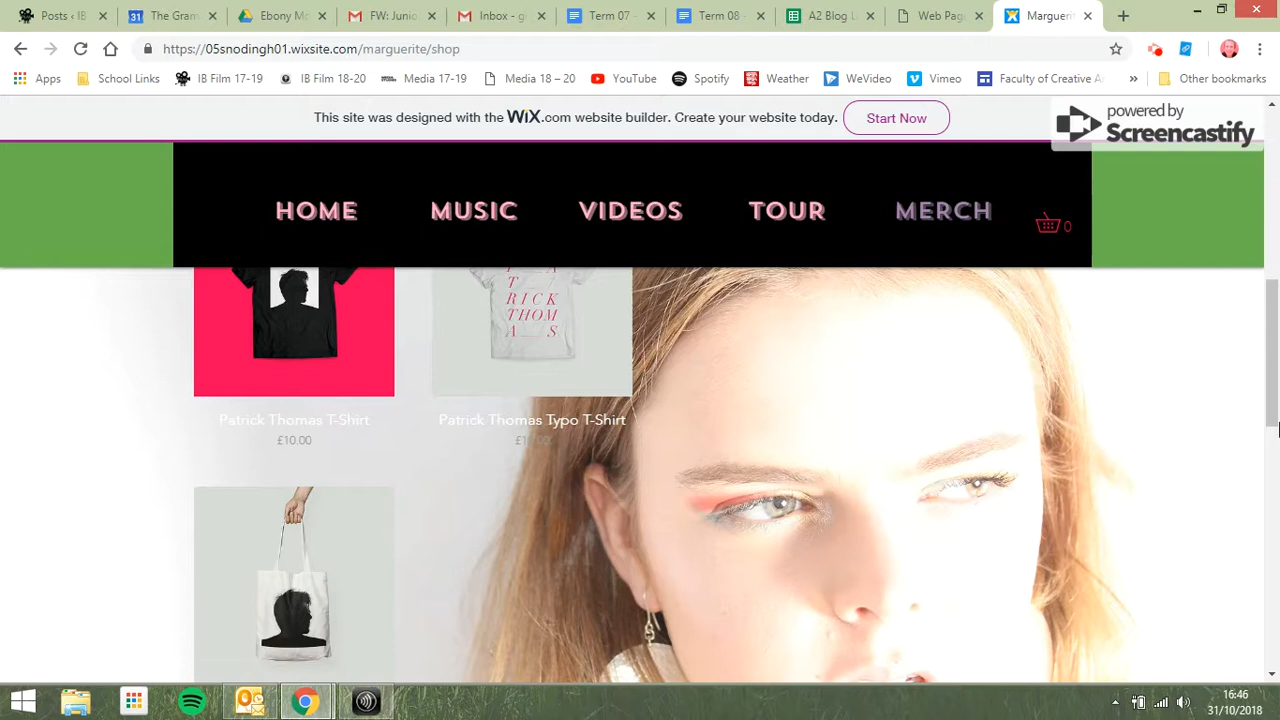 Posts ‹ IB
The Gram
Ebony M
FW: Junio
Inbox - g
Term 07 -
Term 08
A2 Blog L
Web Pag
Margueri
https://05snodingh01.wixsite.com/marguerite/shop
Apps
School Links
IB Film 17-19
IB Film 18-20
Media 17-19
Media 18 – 20
YouTube
Spotify
Weather
WeVideo
Vimeo
Faculty of Creative A
»
Other bookmarks
This site was designed with the WiX.com website builder. Create your website today.
Start Now
powered by
Screencastify
HOME
MUSIC
VIDEOS
TOUR
MERCH
0
T
RICK
THOM
A S
Patrick Thomas T-Shirt
£10.00
Patrick Thomas Typo T-Shirt
16:46
31/10/2018